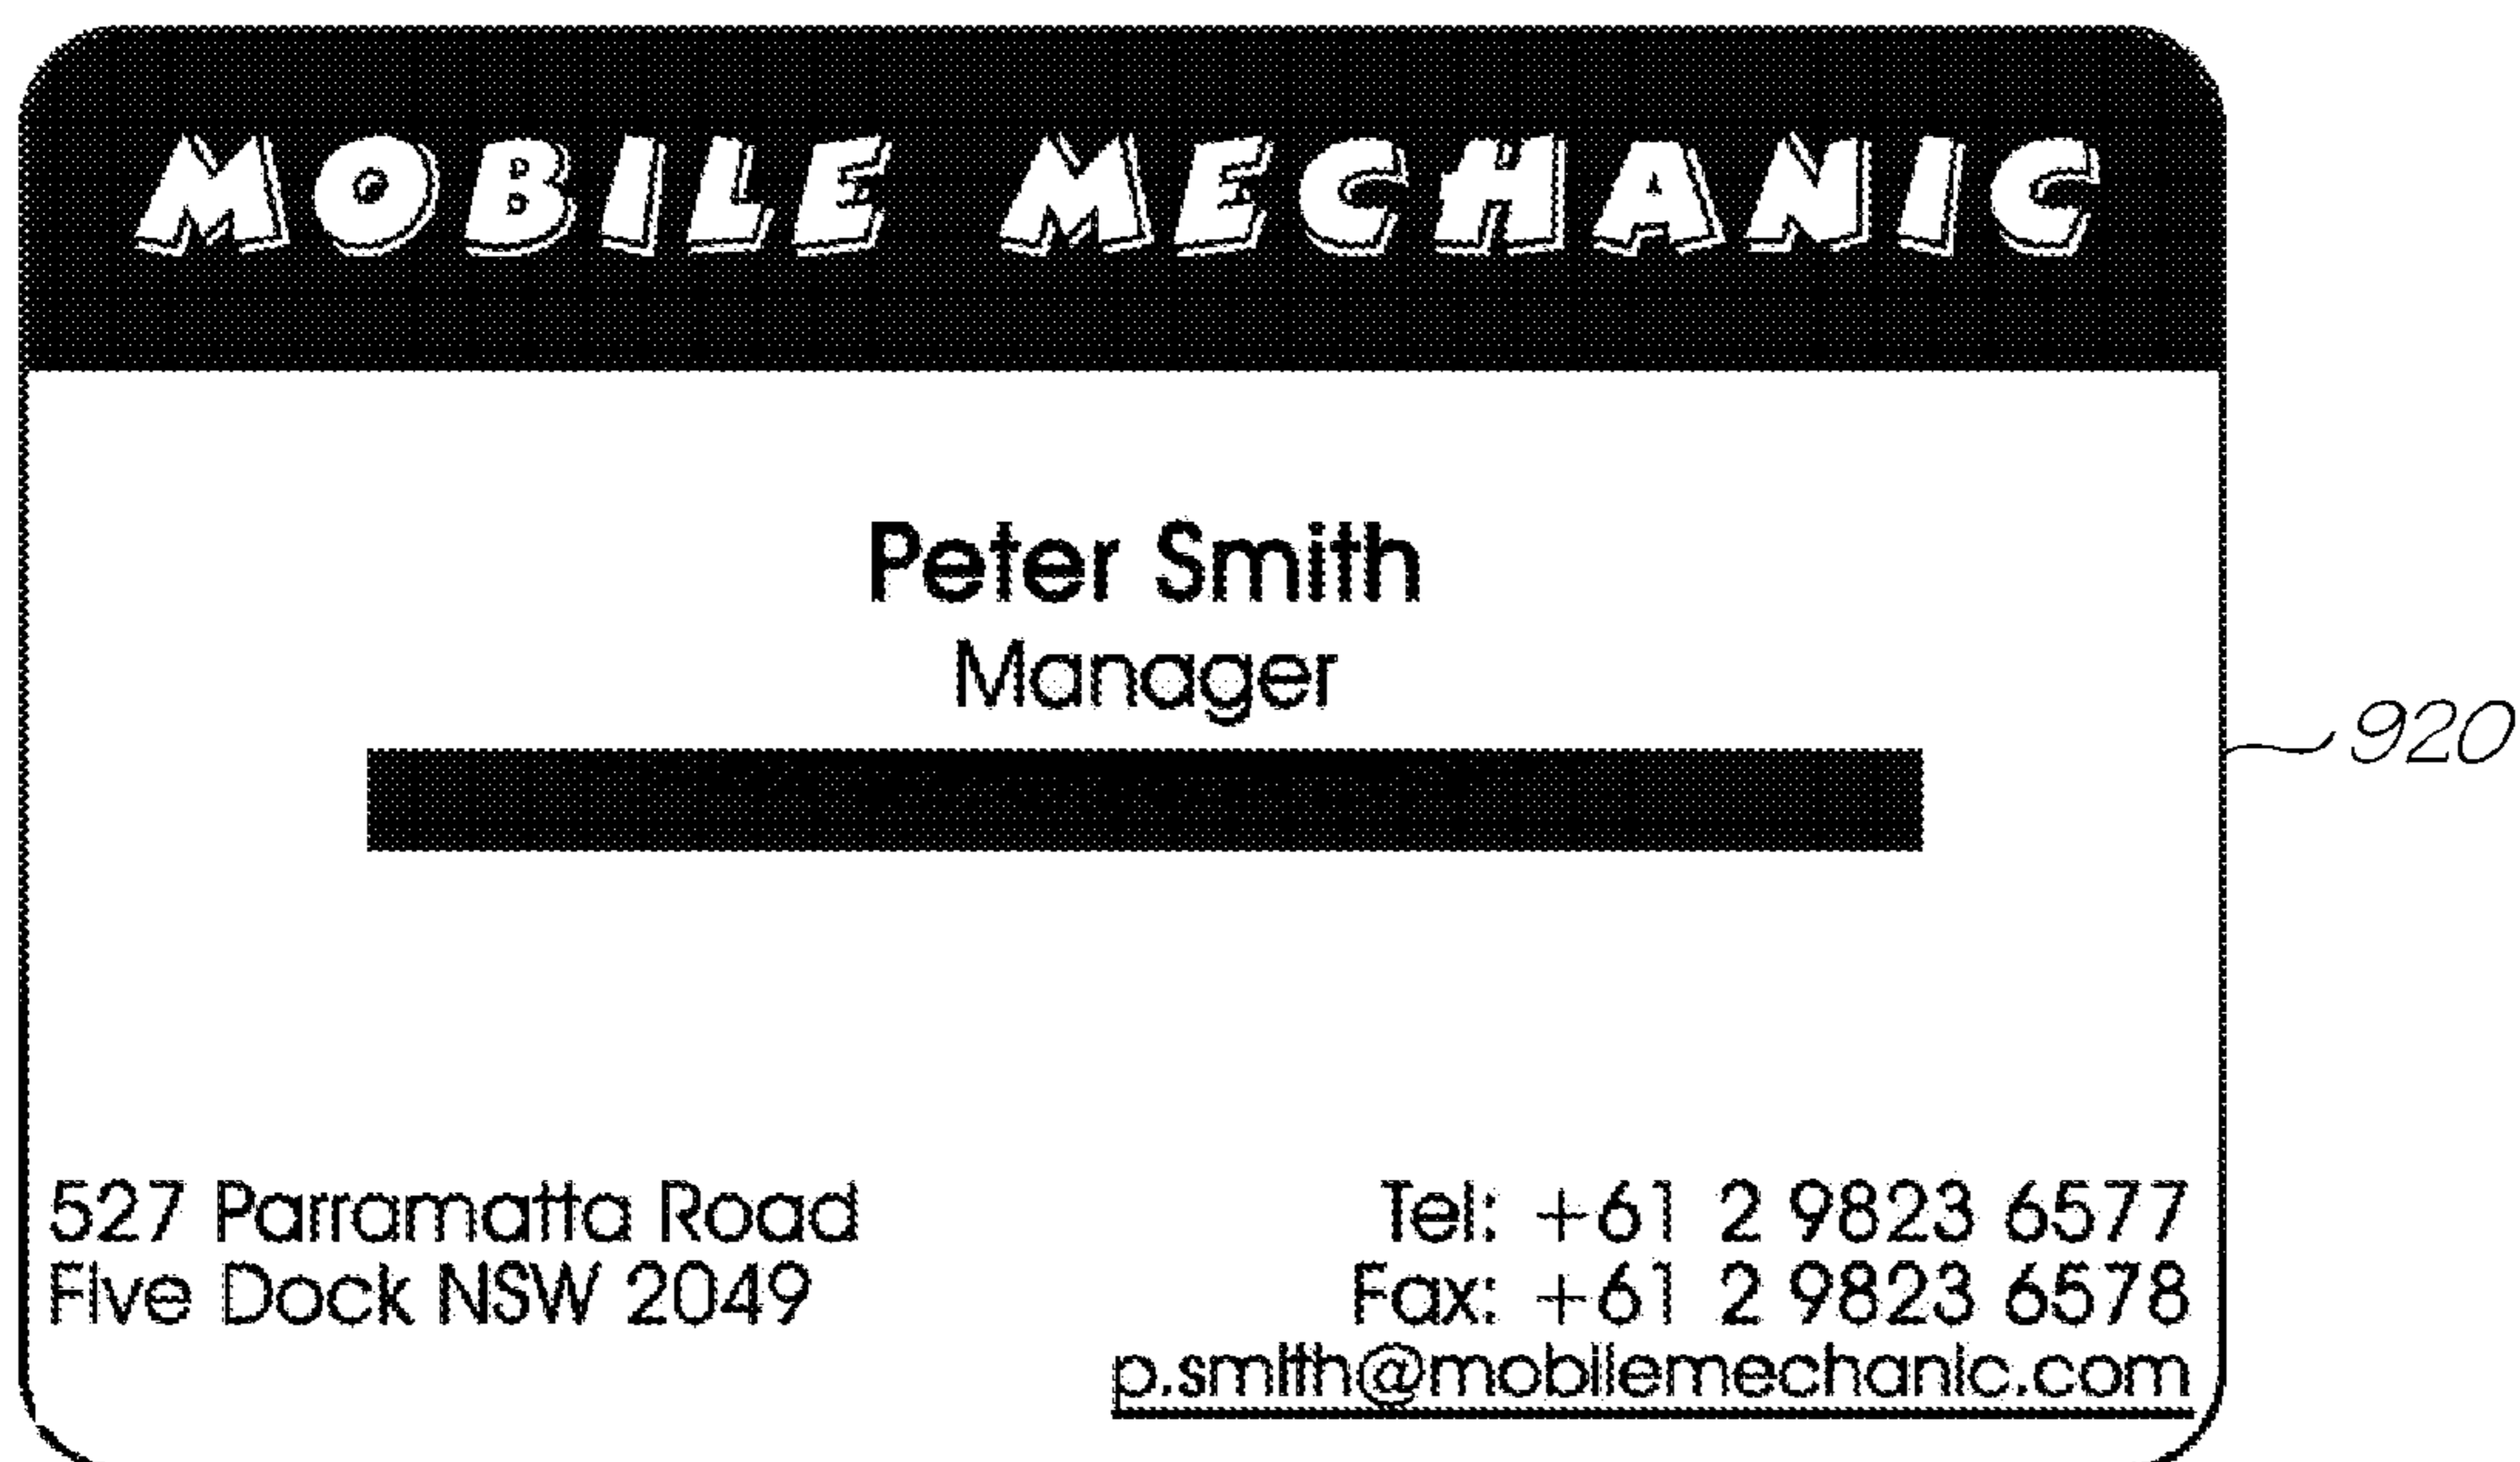 MOBILE MECHANIC
Peter Smith
Manager
920
527 Parramatta Road
Five Dock NSW 2049
Tel: +61 2 9823 6577
Fax: +61 2 9823 6578
p.smith@mobilemechanic.com